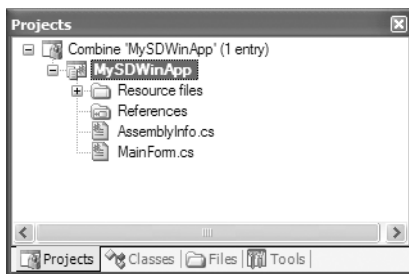 Projects
Combine 'MySDWinApp' (1 entry)
MySDWinApp
Resource files
References
AssemblyInfo.cs
MainForm.cs
Projects Classes Files Tools